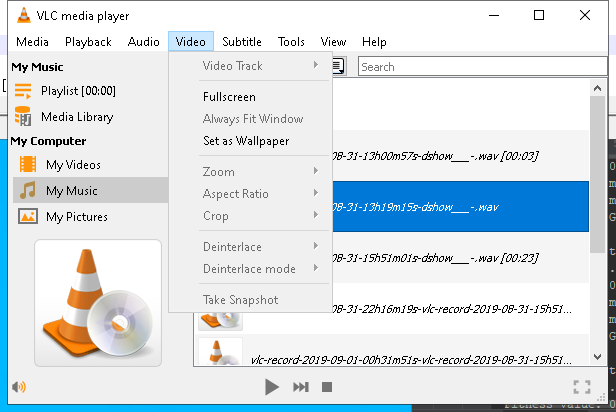 VLC media player
Media Playback Audio Video Subtitle Tools View Help
My Music
Playlist [00:00]
Media Library
My Computer
My Videos
My Music
My Pictures
Video Track
Fullscreen
Always Fit Window
Set as Wallpaper
Zoom
Aspect Ratio
Crop
Deinterlace
Deinterlace mode
Take Snapshot
Search
08-31-13h00m57s-dshow___-.wav [00:03]
08-31-13h19m15s-dshow___-.wav
08-31-15h51m01s-dshow___-.wav [00:23]
08-31-22h16m19s-vlc-record-2019-08-31-15h51...
vlc-record-2019-09-01-00h31m51s-vlc-record-2019-08-31-15h51...
fitness value: 0